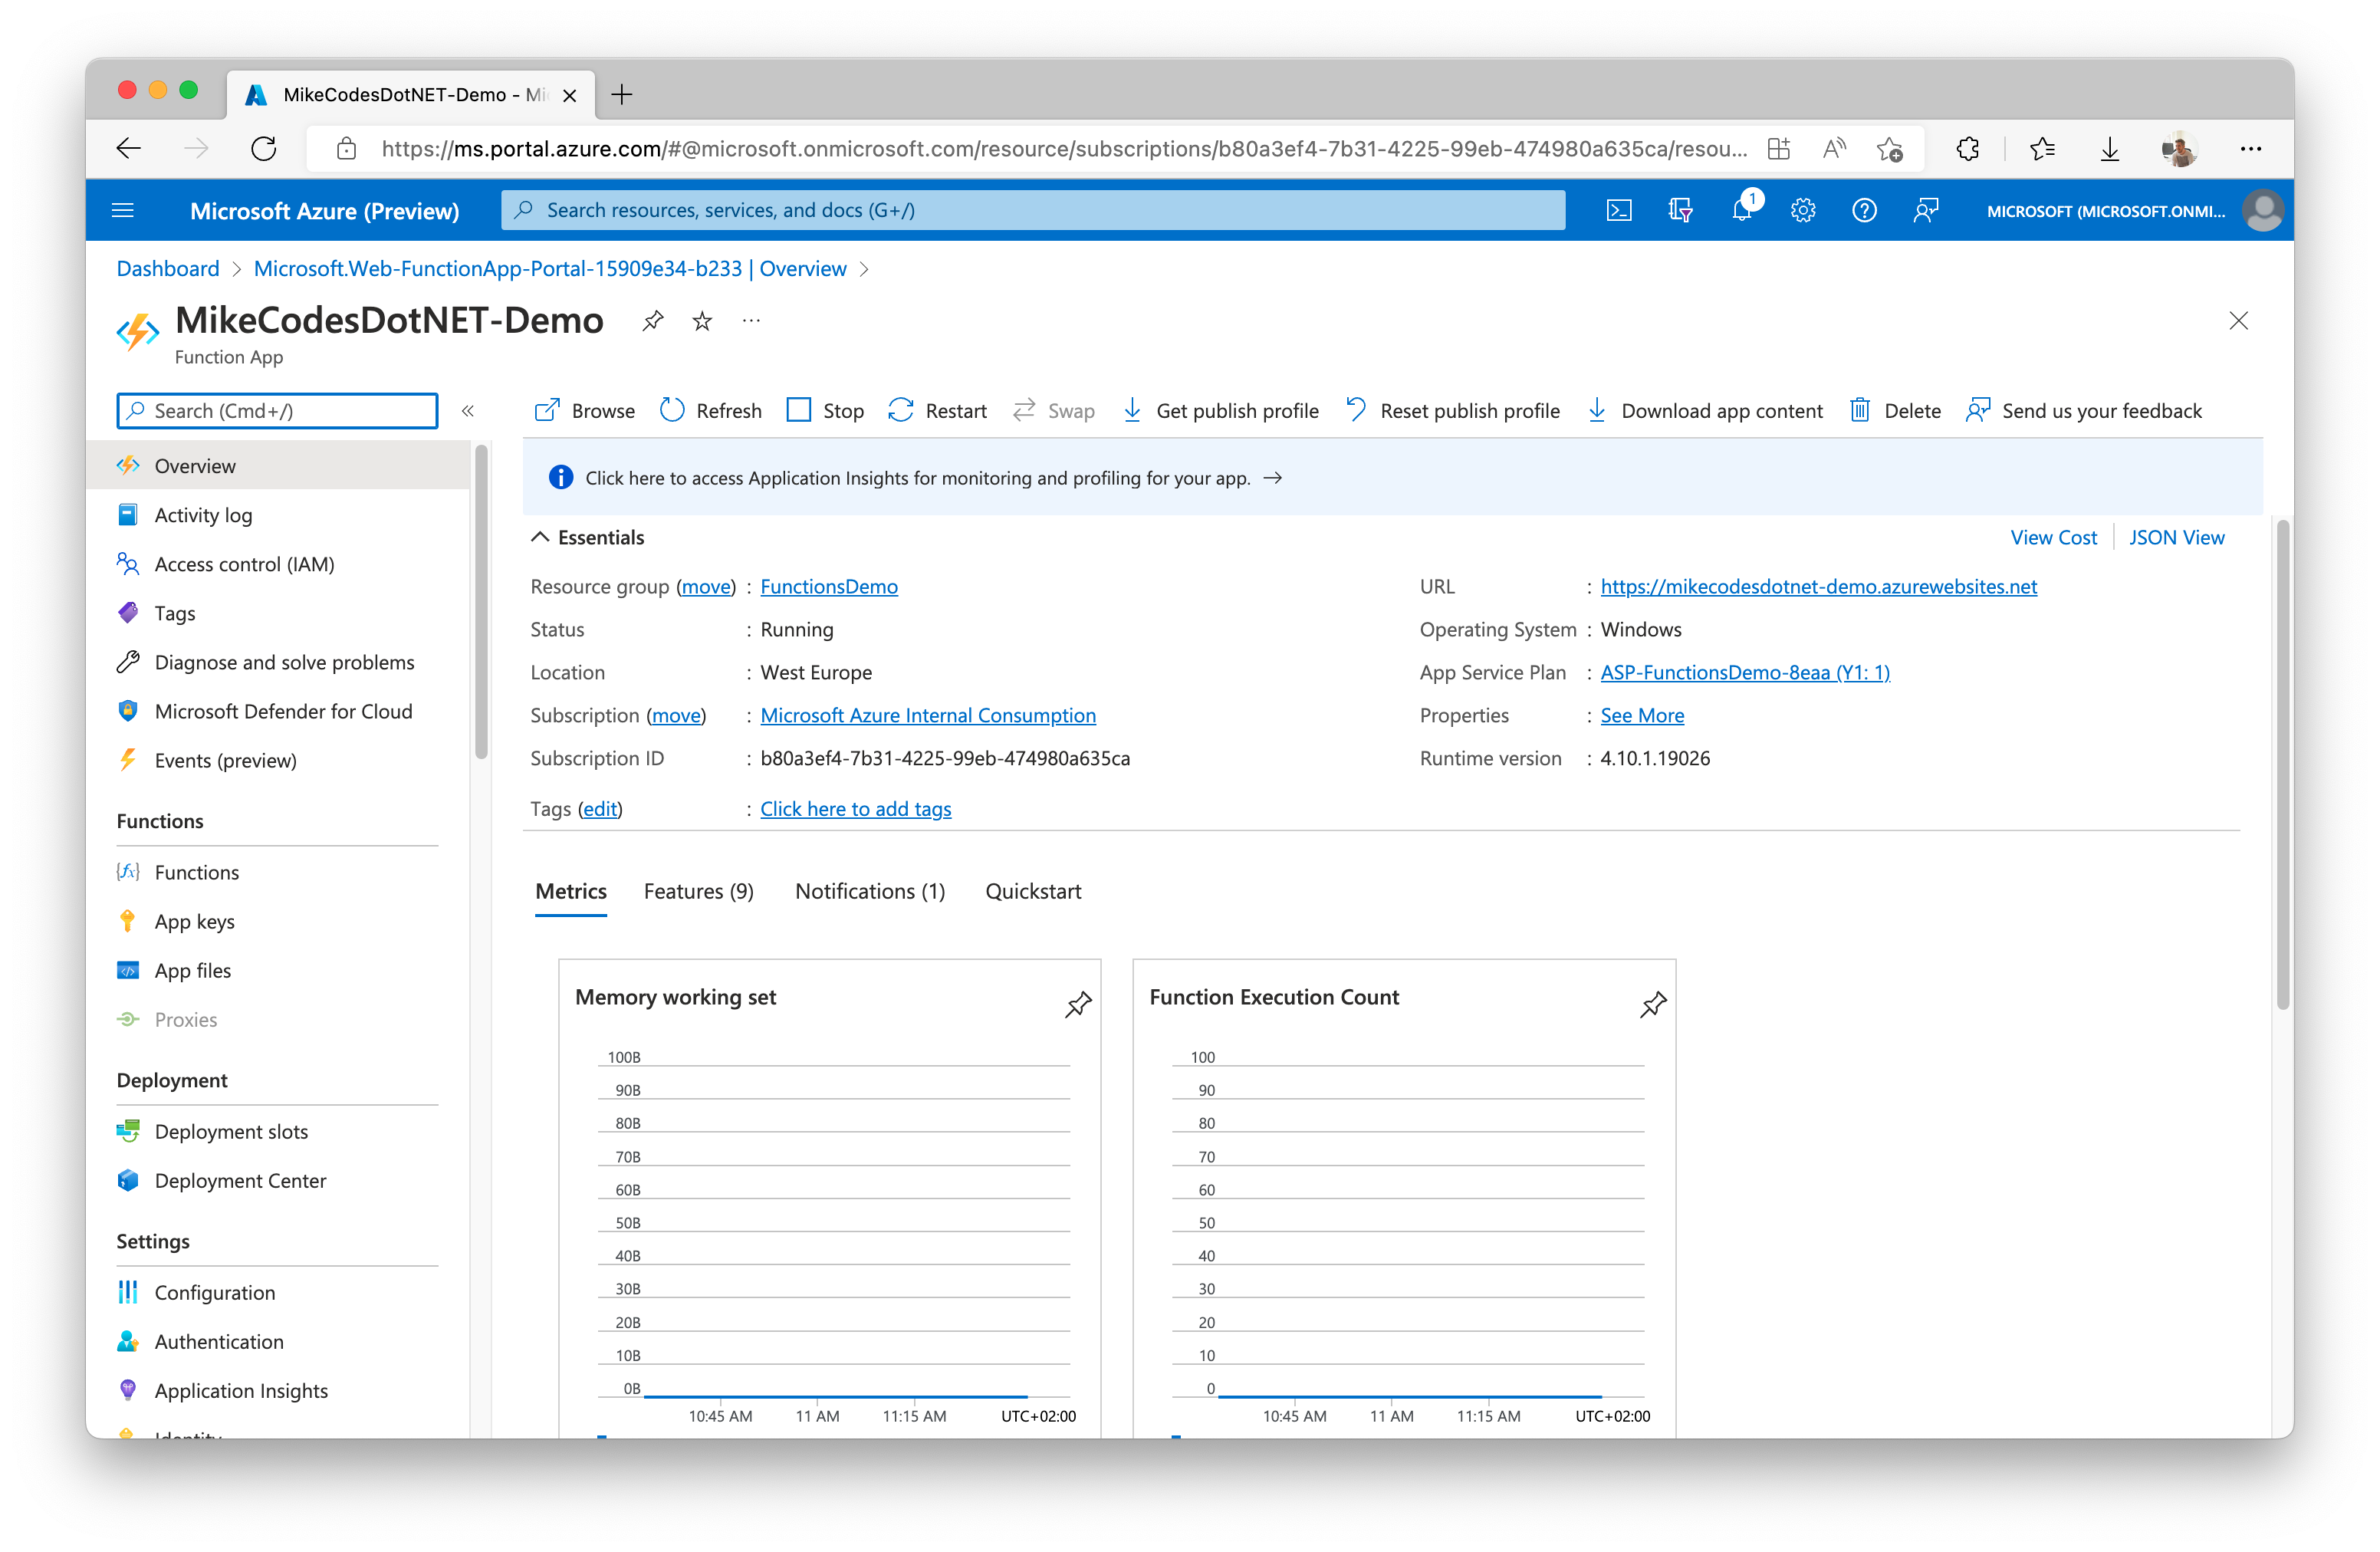 MikeCodesDotNET-Demo - Mi
https://ms.portal.azure.com/#@microsoft.onmicrosoft.com/resource/subscriptions/b80a3ef4-7b31-4225-99eb-474980a635ca/resou...
Microsoft Azure (Preview)
Search resources, services, and docs (G+/)
1
MICROSOFT (MICROSOFT.ONMI...
Dashboard > Microsoft.Web-FunctionApp-Portal-15909e34-b233 | Overview >
MikeCodesDotNET-Demo
Function App
Search (Cmd+/)
Overview
Activity log
Access control (IAM)
Tags
Diagnose and solve problems
Microsoft Defender for Cloud
Events (preview)
Functions
Functions
App keys
App files
Proxies
Deployment
Deployment slots
Deployment Center
Settings
Configuration
Authentication
Application Insights
Identity
Browse Refresh Stop Restart Swap Get publish profile Reset publish profile Download app content Delete Send us your feedback
Click here to access Application Insights for monitoring and profiling for your app. →
Essentials
View Cost JSON View
Resource group (move) : FunctionsDemo
Status : Running
Location : West Europe
Subscription (move) : Microsoft Azure Internal Consumption
Subscription ID : b80a3ef4-7b31-4225-99eb-474980a635ca
Tags (edit) : Click here to add tags
URL : https://mikecodesdotnet-demo.azurewebsites.net
Operating System : Windows
App Service Plan : ASP-FunctionsDemo-8eaa (Y1: 1)
Properties : See More
Runtime version : 4.10.1.19026
Metrics Features (9) Notifications (1) Quickstart
Memory working set
100B
90B
80B
70B
60B
50B
40B
30B
20B
10B
0B
10:45 AM 11 AM 11:15 AM UTC+02:00
Function Execution Count
100
90
80
70
60
50
40
30
20
10
0
10:45 AM 11 AM 11:15 AM UTC+02:00